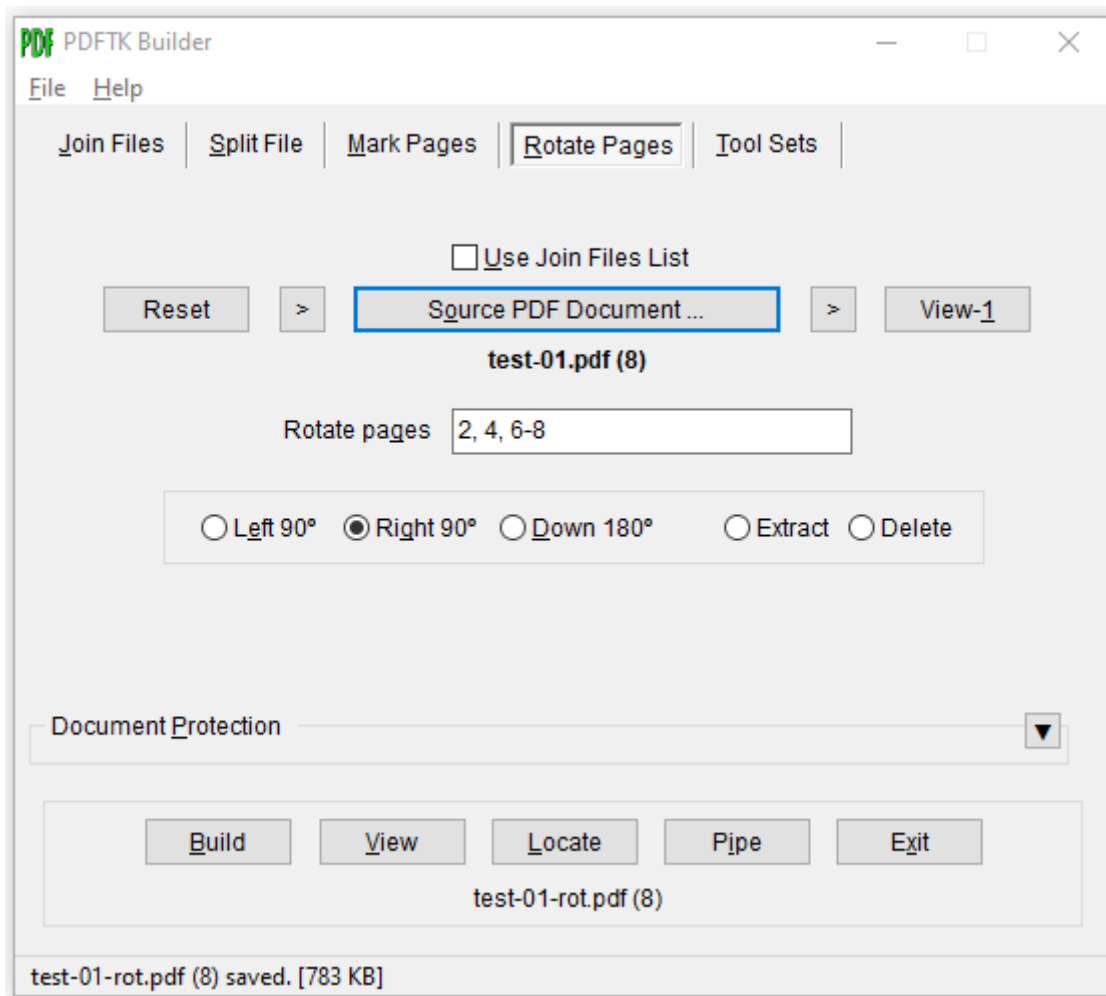 PDF PDFTK Builder
File Help
Join Files Split File Mark Pages Rotate Pages Tool Sets
Use Join Files List
Reset > Source PDF Document ... > View-1
test-01.pdf (8)
Rotate pages 2, 4, 6-8
Left 90º Right 90º Down 180º Extract Delete
Document Protection
Build View Locate Pipe Exit
test-01-rot.pdf (8)
test-01-rot.pdf (8) saved. [783 KB]